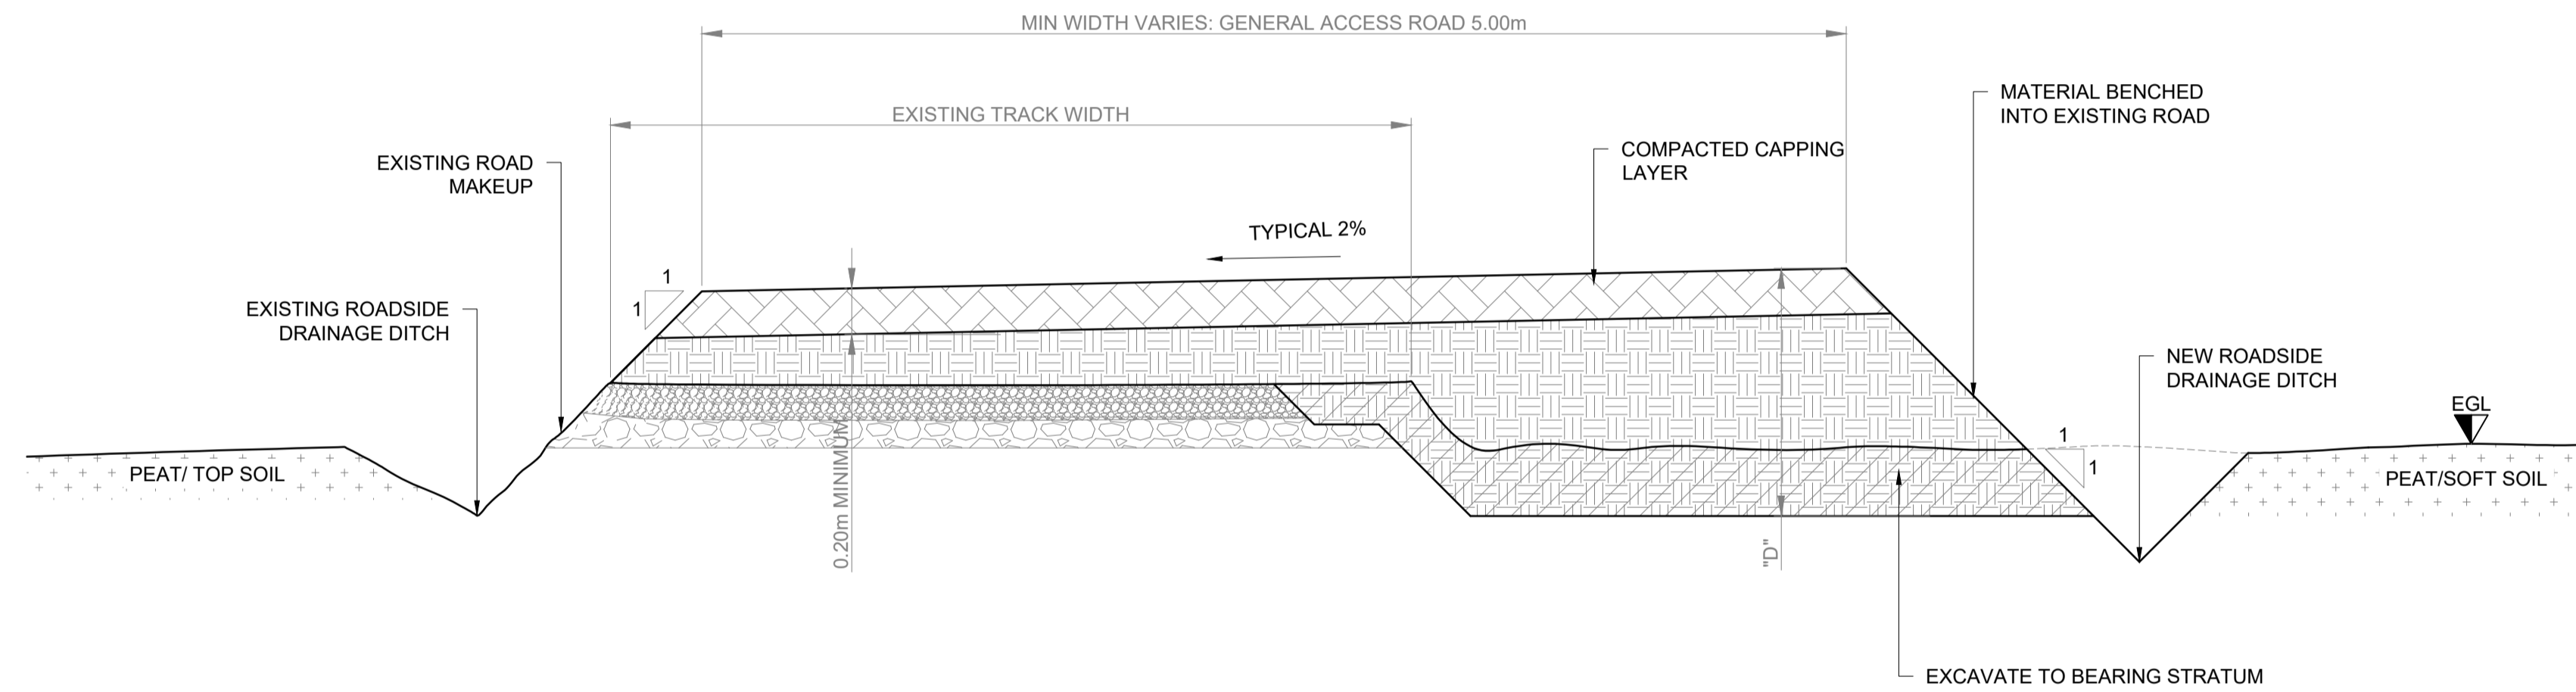 MIN WIDTH VARIES: GENERAL ACCESS ROAD 5.00m
EXISTING TRACK WIDTH
MATERIAL BENCHED
INTO EXISTING ROAD
COMPACTED CAPPING
LAYER
EXISTING ROAD
MAKEUP
TYPICAL 2%
1
1
EXISTING ROADSIDE
DRAINAGE DITCH
NEW ROADSIDE
DRAINAGE DITCH
EGL
1
1
PEAT/ TOP SOIL
PEAT/SOFT SOIL
0.20m MINIMUM
"D"
EXCAVATE TO BEARING STRATUM